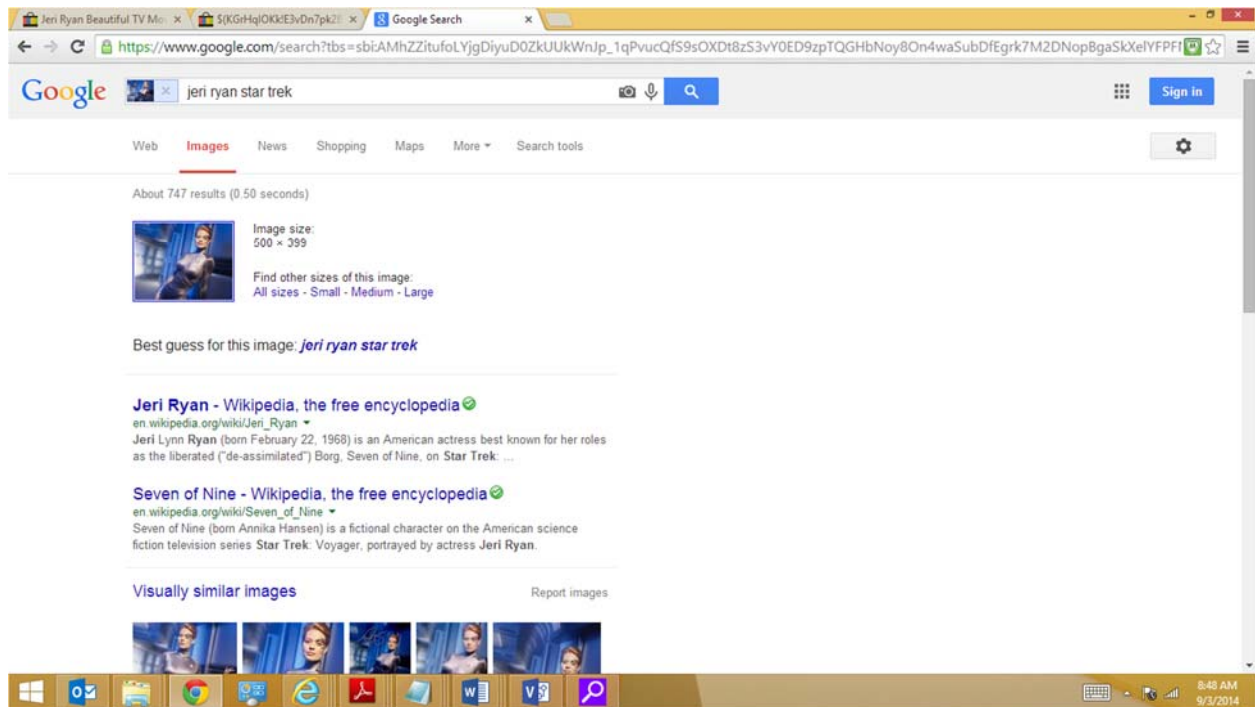 Jeri Ryan Beautiful TV Mo
Google Search
https://www.google.com/search?tbs=
Google
jeri ryan star trek
Sign in
Web Images News Shopping Maps More Search tools
About 747 results (0.50 seconds)
Image size:
500 × 399
Find other sizes of this image:
All sizes - Small - Medium - Large
Best guess for this image: jeri ryan star trek
Jeri Ryan - Wikipedia, the free encyclopedia
en.wikipedia.org/wiki/Jeri_Ryan
Jeri Lynn Ryan (born February 22, 1968) is an American actress best known for her roles
as the liberated ("de-assimilated") Borg, Seven of Nine, on Star Trek: ...
Seven of Nine - Wikipedia, the free encyclopedia
en.wikipedia.org/wiki/Seven_of_Nine
Seven of Nine (born Annika Hansen) is a fictional character on the American science
fiction television series Star Trek: Voyager, portrayed by actress Jeri Ryan.
Visually similar images
Report images
8:48 AM
9/3/2014